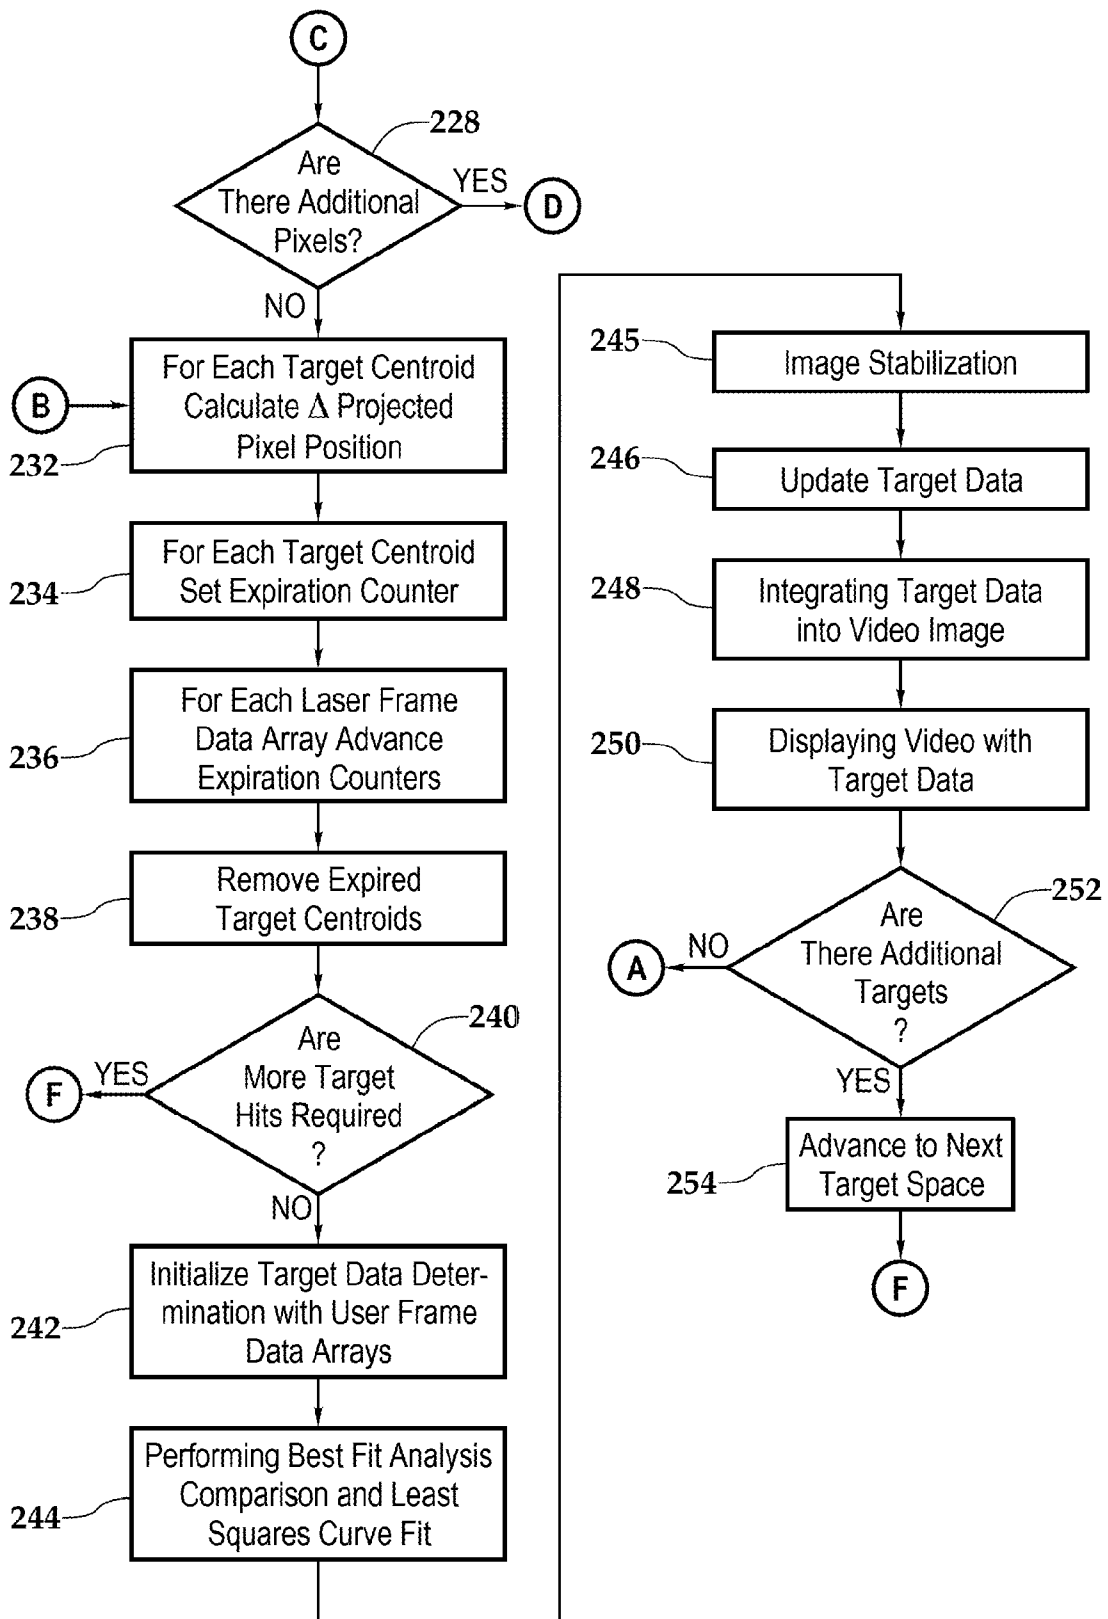 C
228
Are
There Additional
Pixels?
YES
D
NO
B
For Each Target Centroid
Calculate Δ Projected
Pixel Position
232
For Each Target Centroid
Set Expiration Counter
234
For Each Laser Frame
Data Array Advance
Expiration Counters
236
Remove Expired
Target Centroids
238
240
Are
More Target
Hits Required
?
YES
F
NO
Initialize Target Data Deter-
mination with User Frame
Data Arrays
242
Performing Best Fit Analysis
Comparison and Least
Squares Curve Fit
244
245
Image Stabilization
246
Update Target Data
248
Integrating Target Data
into Video Image
250
Displaying Video with
Target Data
252
Are
There Additional
Targets
?
NO
A
YES
Advance to Next
Target Space
254
F